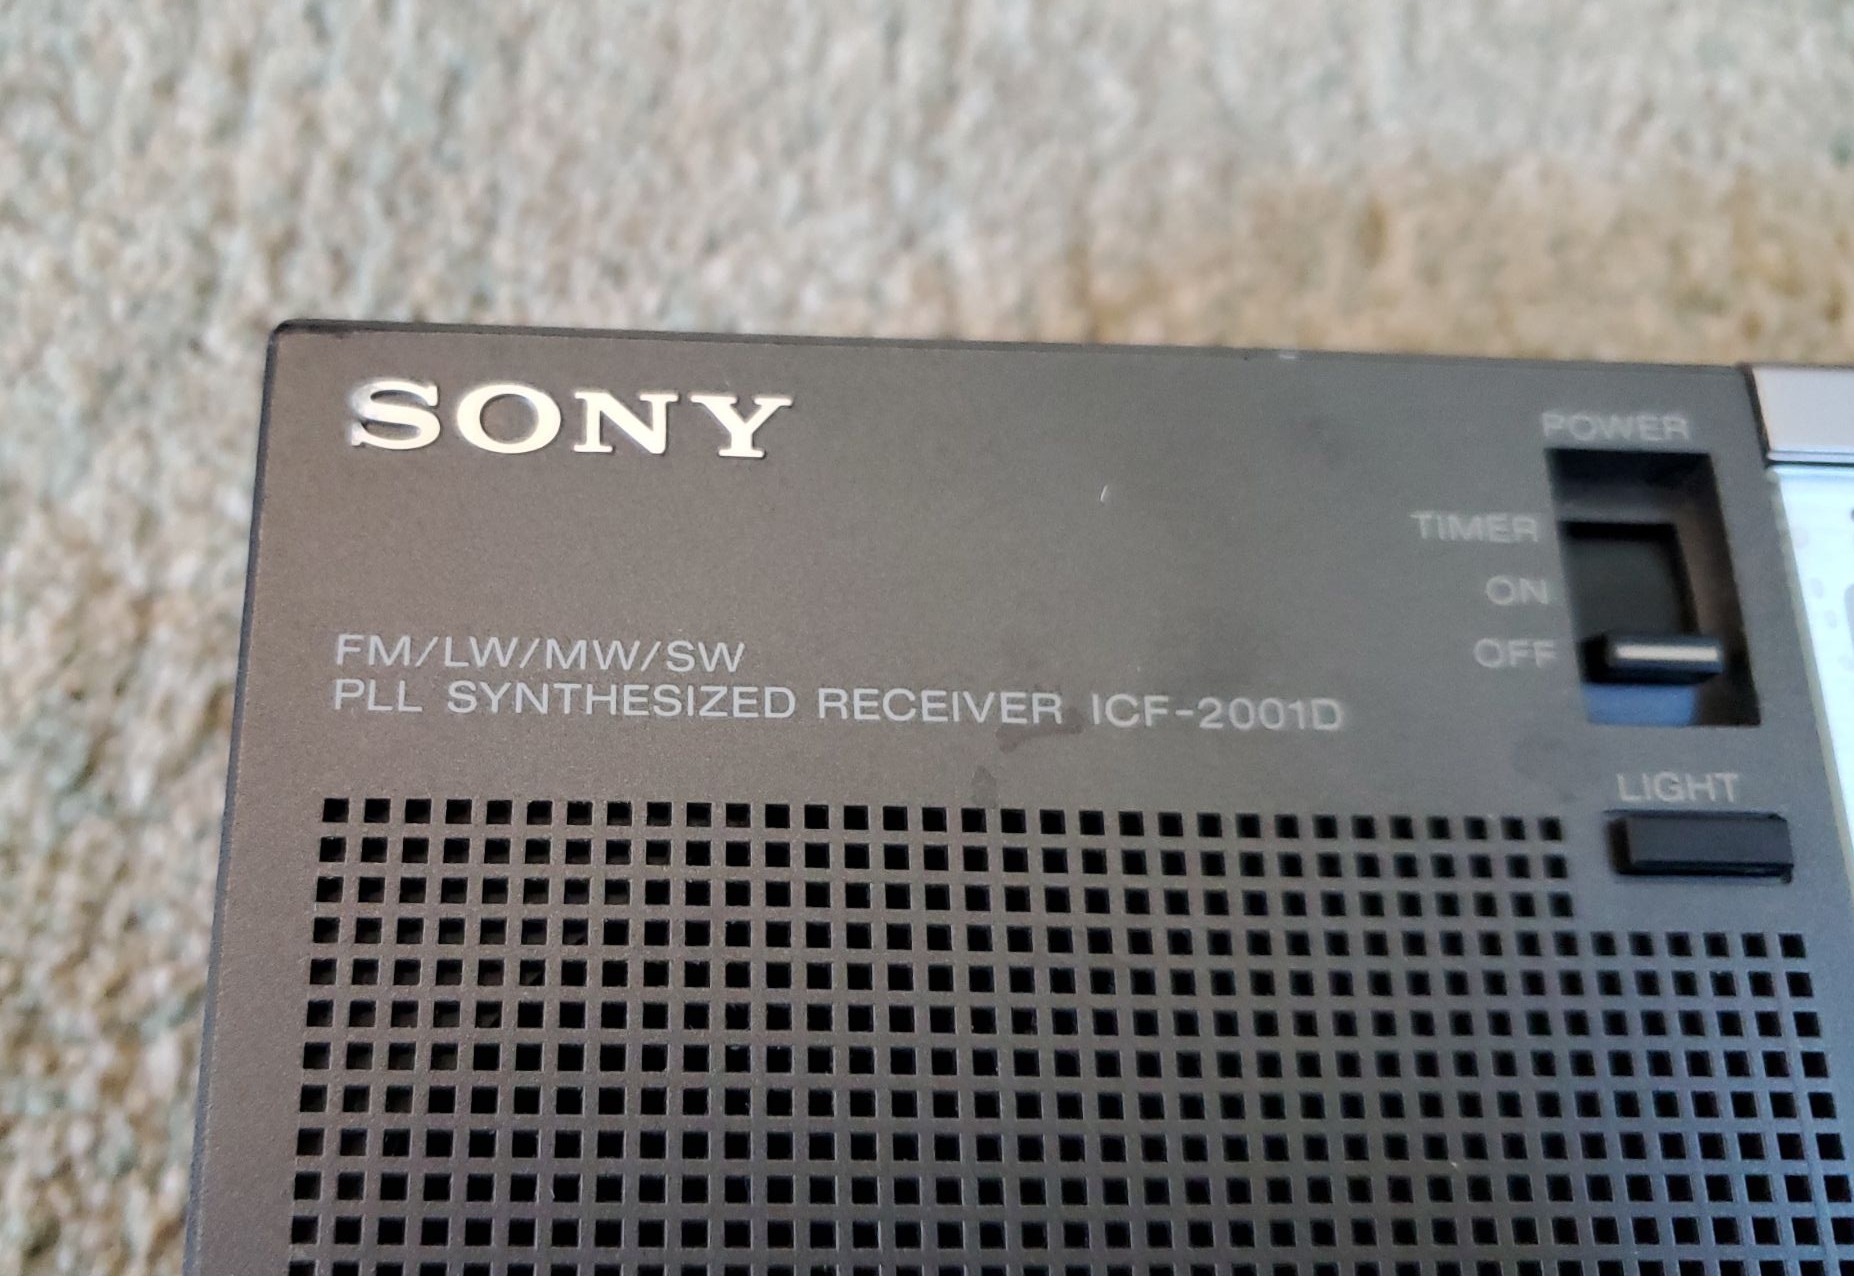 SONY
POWER
TIMER
ON
OFF
FM/LW/MW/SW
PLL SYNTHESIZED RECEIVER ICF-2001D
LIGHT